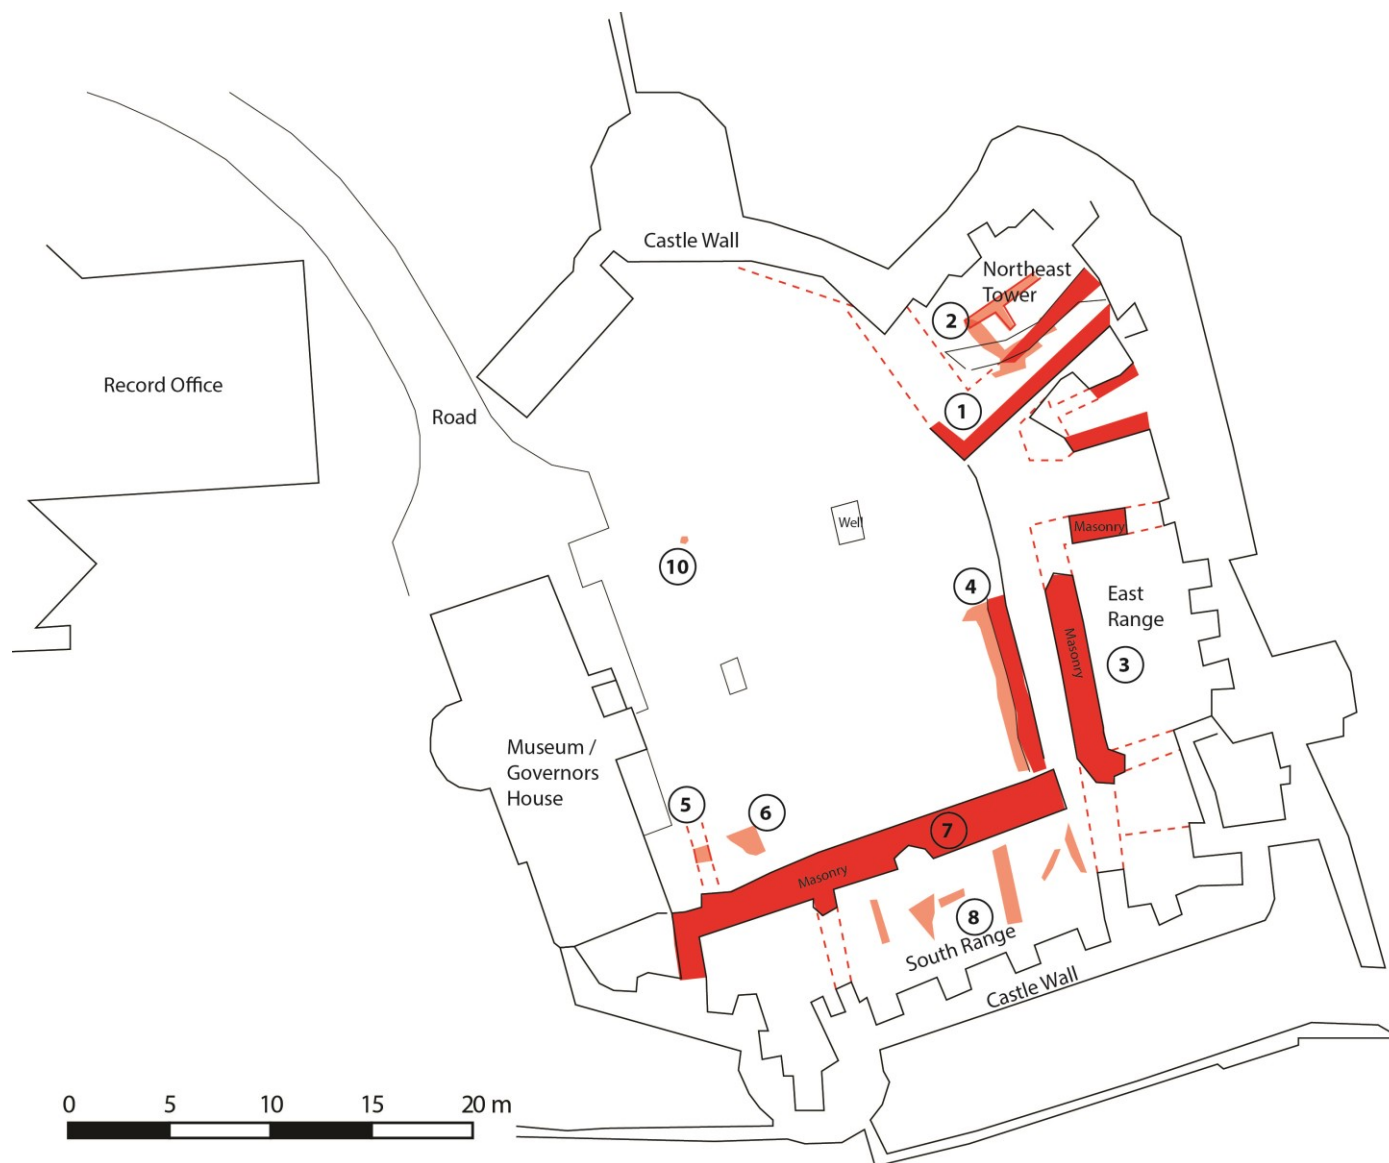 Castle Wall
Northeast
Tower
2
Record Office
1
Road
Well
Masonry
10
4
East
Range
Masonry
3
Museum /
Governors
House
5
6
7
Masonry
8
South Range
Castle Wall
0 5 10 15 20 m